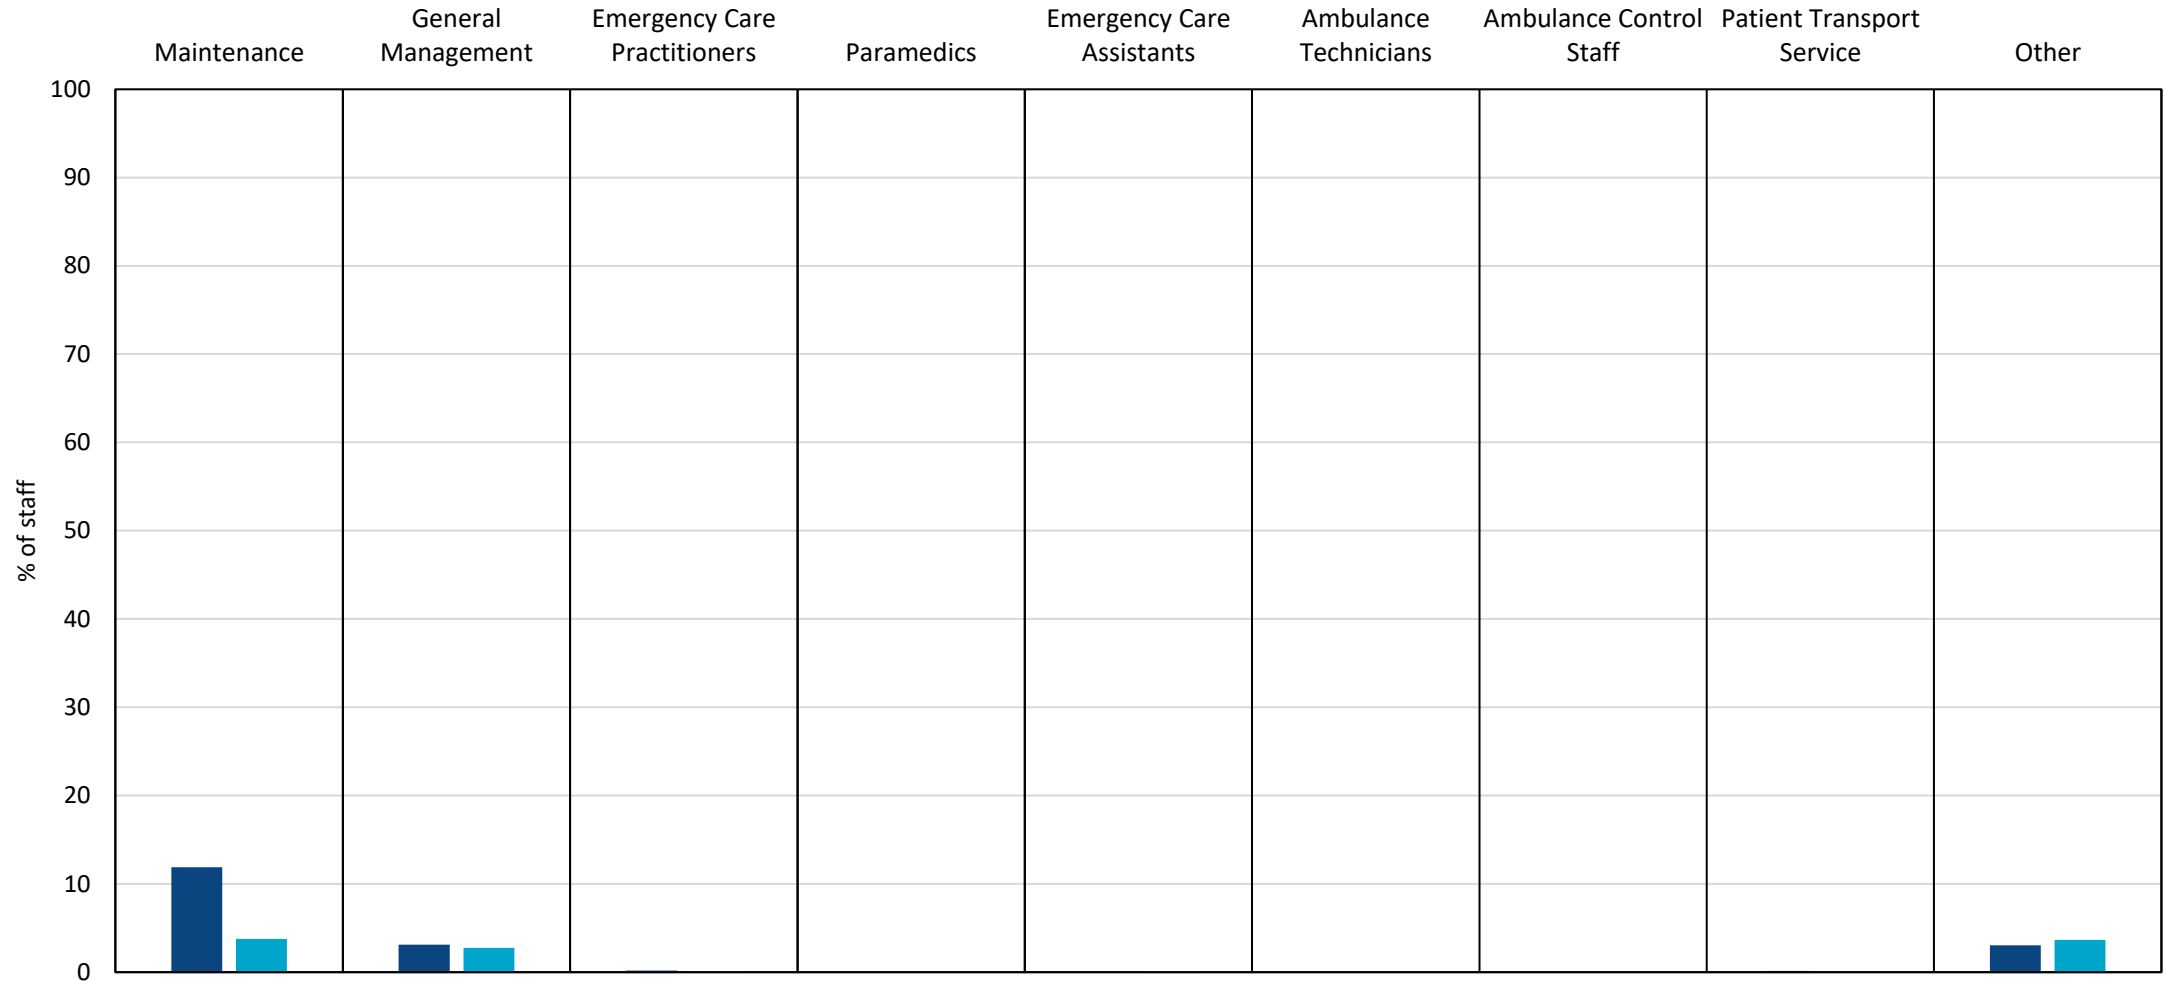 Maintenance
General
Management
Emergency Care
Practitioners
Paramedics
Emergency Care
Assistants
Ambulance
Technicians
Ambulance Control
Staff
Patient Transport
Service
Other
100
90
80
70
60
50
40
30
20
10
0
% of staff